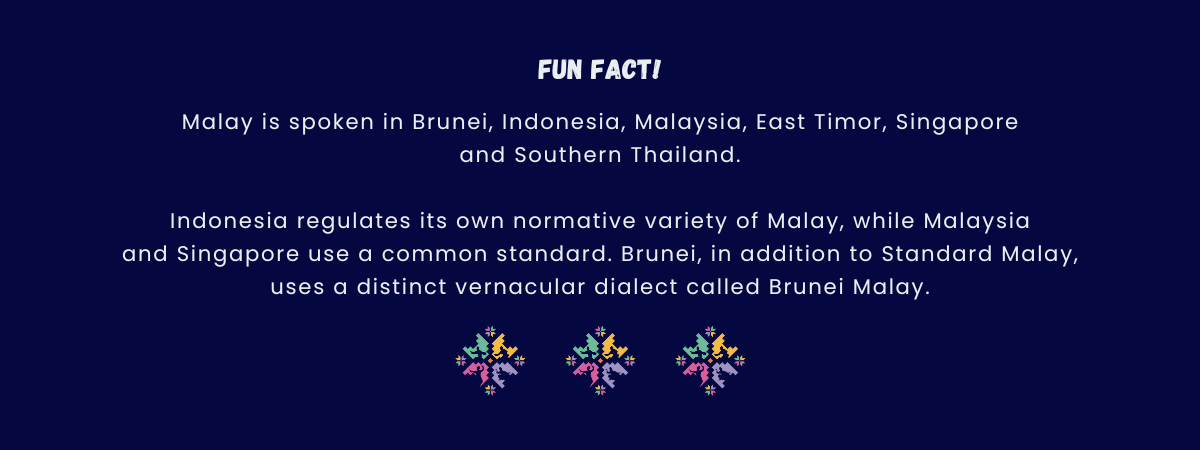 FUN FACT!
Malay is spoken in Brunei, Indonesia, Malaysia, East Timor, Singapore
and Southern Thailand.
Indonesia regulates its own normative variety of Malay, while Malaysia
and Singapore use a common standard. Brunei, in addition to Standard Malay,
uses a distinct vernacular dialect called Brunei Malay.